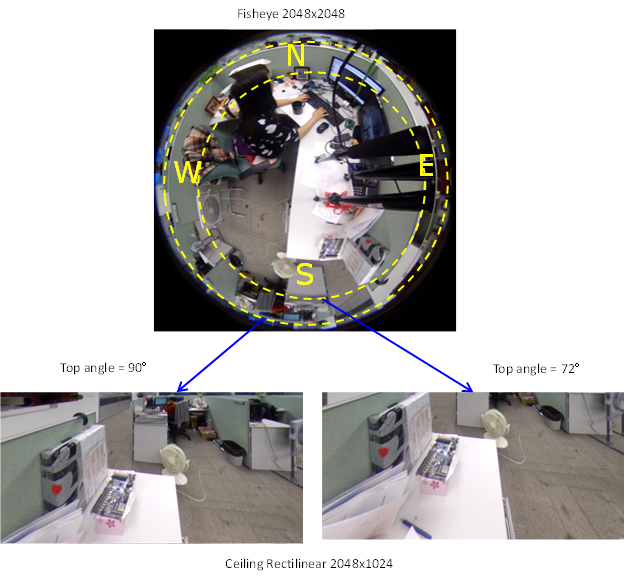 Fisheye 2048x2048
N
W
E
S
Top angle = 90°
Top angle = 72°
Ceiling Rectilinear 2048x1024